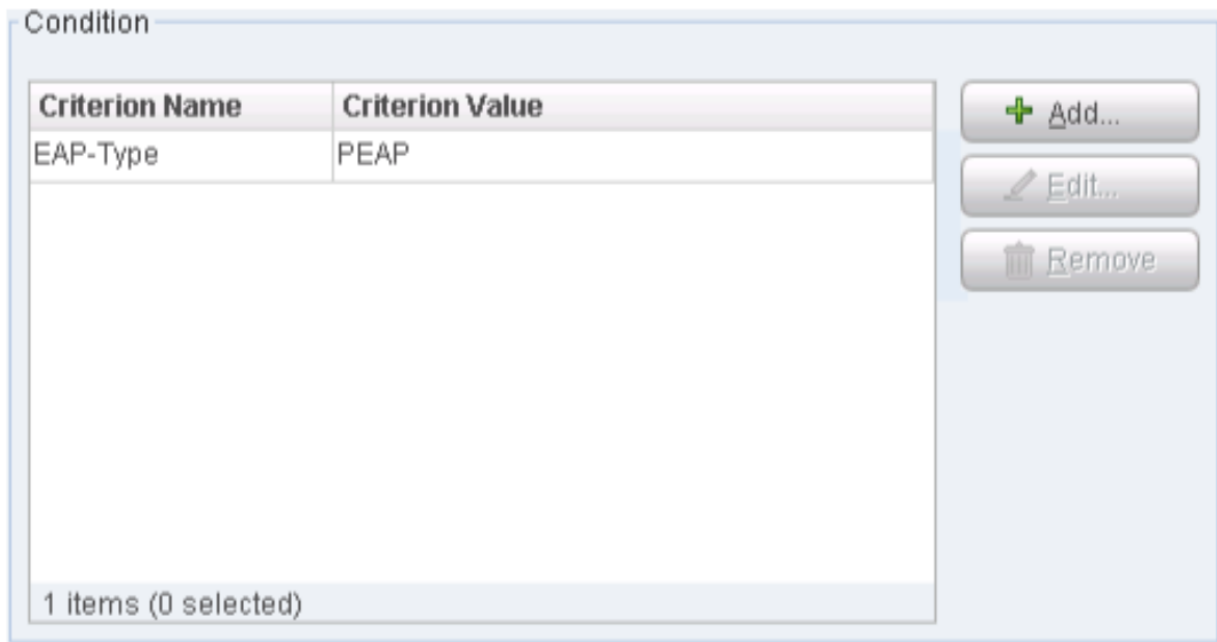 Condition
Criterion Name Criterion Value
EAP-Type PEAP
1 items (0 selected)
Add...
Edit...
Remove